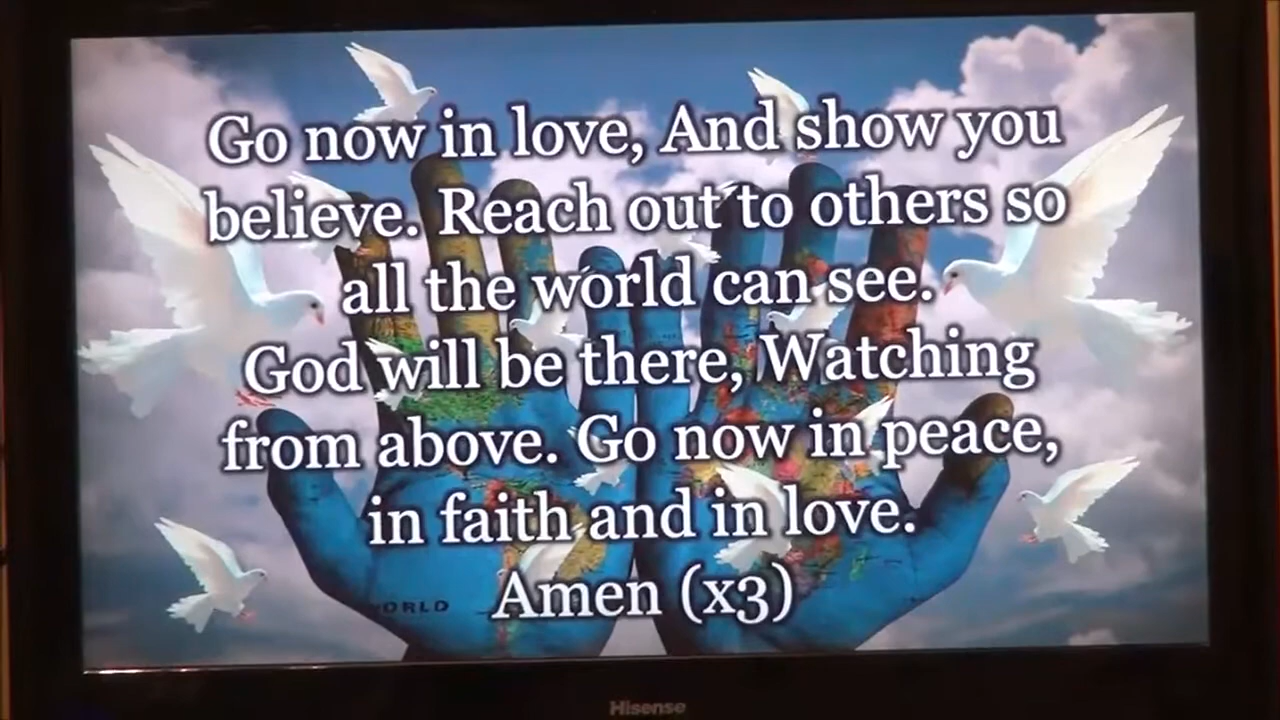 Go now in love, And show you
believe. Reach out to others so
all the world can see.
God will be there, Watching
from above. Go now in peace,
in faith and in love.
Amen (x3)
ORLD
Hisense